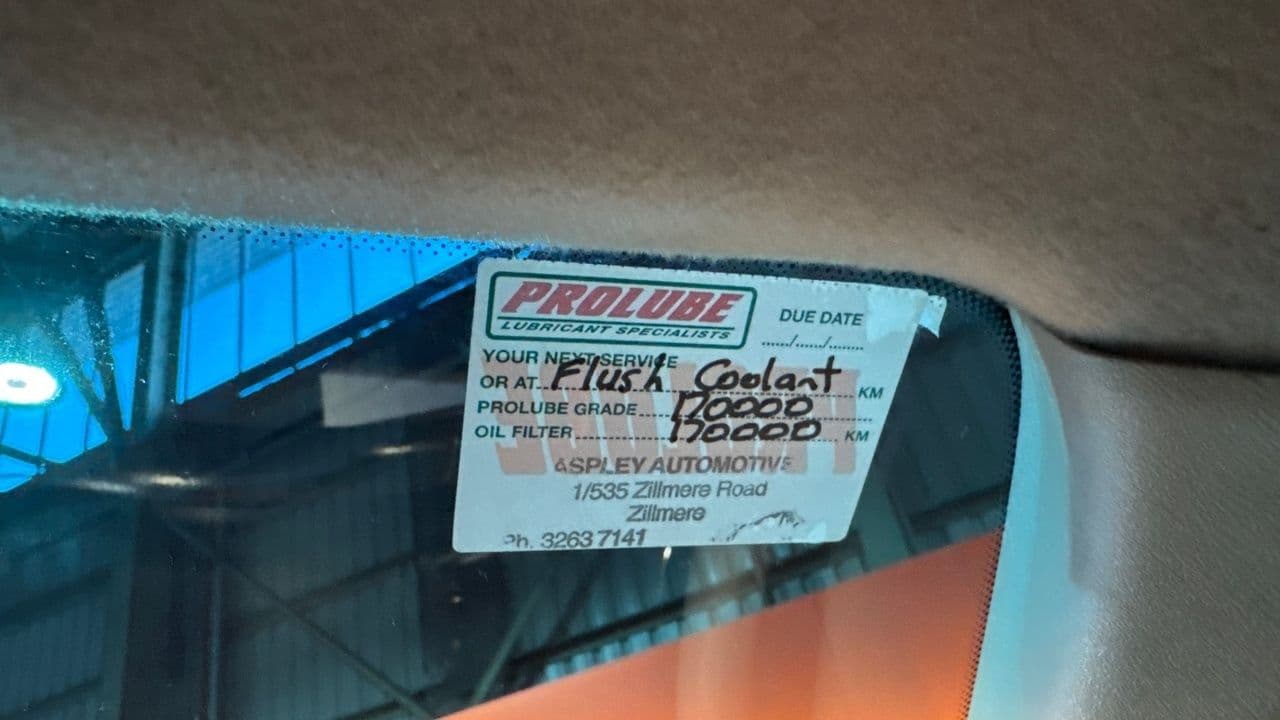 PROLUBE
LUBRICANT SPECIALISTS
DUE DATE
....../....../........
YOUR NEXT SERVICE
OR AT Flush Coolant KM
PROLUBE GRADE 170000
OIL FILTER 170000 KM
ASPLEY AUTOMOTIVE
1/535 Zillmere Road
Zillmere
Ph. 3263 7141